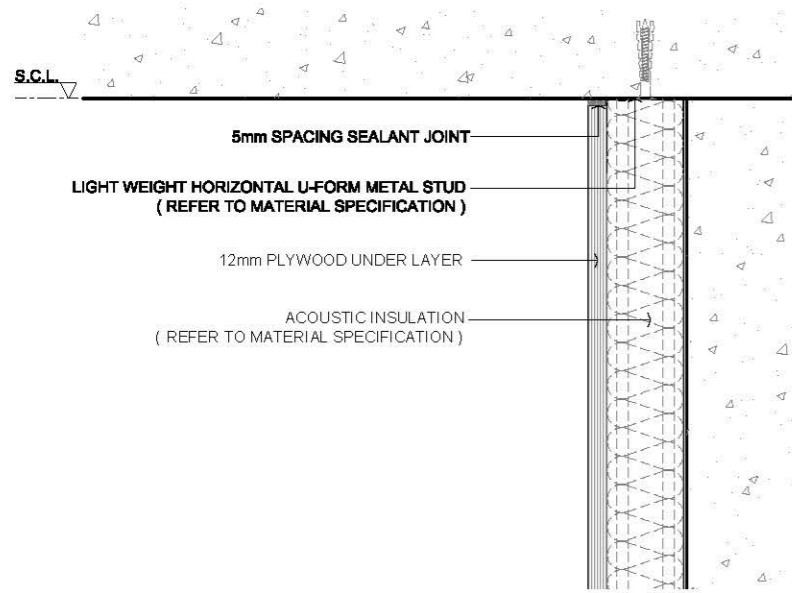 S.C.L.
5mm SPACING SEALANT JOINT
LIGHT WEIGHT HORIZONTAL U-FORM METAL STUD
( REFER TO MATERIAL SPECIFICATION )
12mm PLYWOOD UNDER LAYER
ACOUSTIC INSULATION
( REFER TO MATERIAL SPECIFICATION )